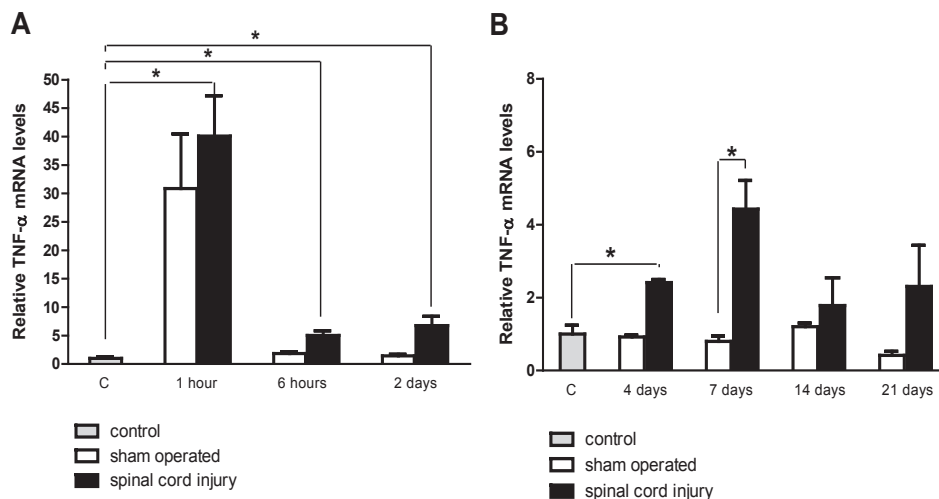 A
*
*
*
Relative TNF-α mRNA levels
50
45
40
35
30
25
20
15
10
5
0
C 1 hour 6 hours 2 days
control
sham operated
spinal cord injury
B
*
*
Relative TNF-α mRNA levels
8
6
4
2
0
C 4 days 7 days 14 days 21 days
control
sham operated
spinal cord injury